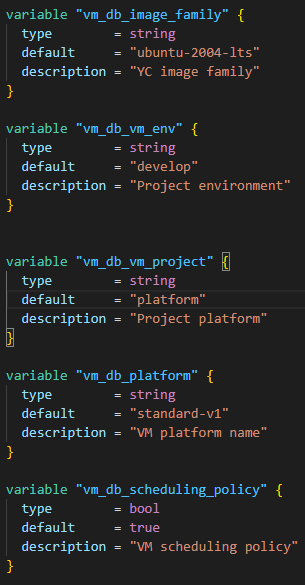 variable "vm_db_image_family" {
  type        = string
  default     = "ubuntu-2004-lts"
  description = "YC image family"
}
variable "vm_db_vm_env" {
  type        = string
  default     = "develop"
  description = "Project environment"
}
variable "vm_db_vm_project" {
  type        = string
  default     = "platform"
  description = "Project platform"
}
variable "vm_db_platform" {
  type        = string
  default     = "standard-v1"
  description = "VM platform name"
}
variable "vm_db_scheduling_policy" {
  type        = bool
  default     = true
  description = "VM scheduling policy"
}